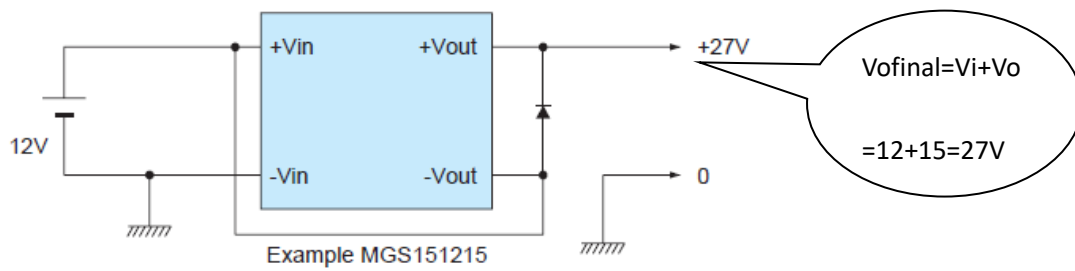 +Vin
+Vout
+27V
Vofinal=Vi+Vo
=12+15=27V
12V
-Vin
-Vout
0
Example MGS151215